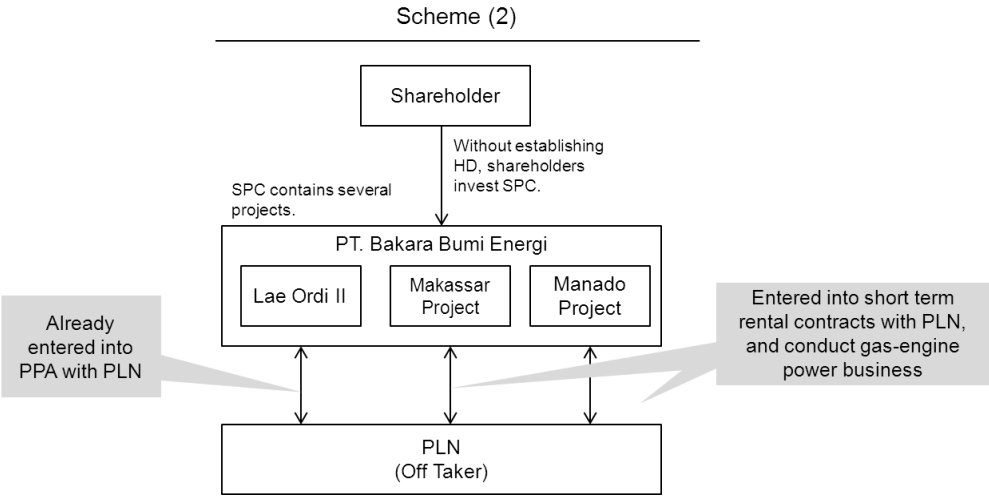 Scheme (2)
Shareholder
Without establishing
HD, shareholders
invest SPC.
SPC contains several
projects.
PT. Bakara Bumi Energi
Lae Ordi II
Makassar
Project
Manado
Project
Already
entered into
PPA with PLN
Entered into short term
rental contracts with PLN,
and conduct gas-engine
power business
PLN
(Off Taker)